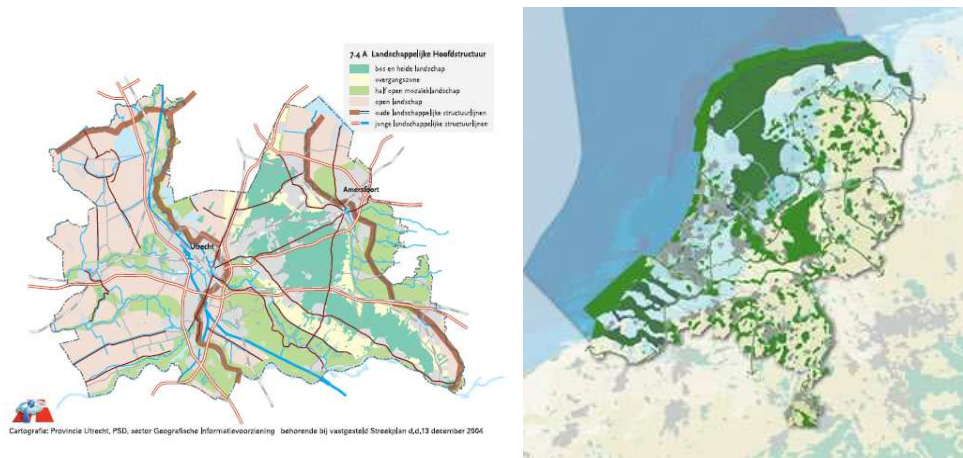 7.4 A Landschappelijke Hoofdstructuur
bos en heide landschap
overgangszone
half open mozaïeklandschap
open landschap
oude landschappelijke structuurlijnen
jonge landschappelijke structuurlijnen
Amersfoort
Utrecht
Cartografie: Provincie Utrecht, PSD, sector Geografische Informatievoorziening behorende bij vastgesteld Streekplan d.d,13 december 2004